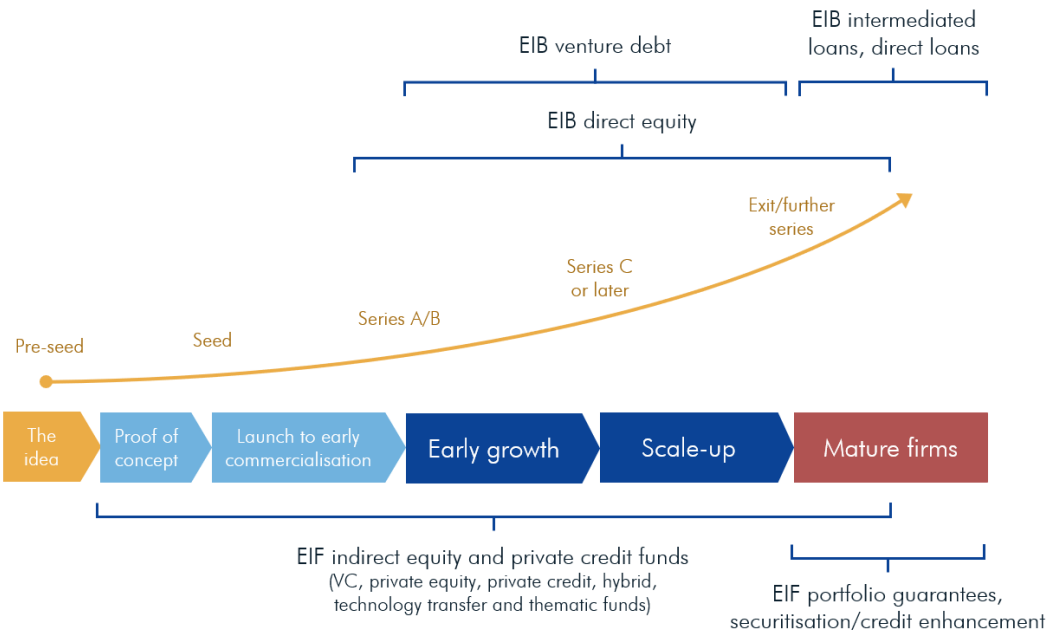 EIB venture debt
EIB intermediated
loans, direct loans
EIB direct equity
Exit/further
series
Series C
or later
Series A/B
Seed
Pre-seed
The
idea
Proof of
concept
Launch to early
commercialisation
Early growth
Scale-up
Mature firms
EIF indirect equity and private credit funds
(VC, private equity, private credit, hybrid,
technology transfer and thematic funds)
EIF portfolio guarantees,
securitisation/credit enhancement